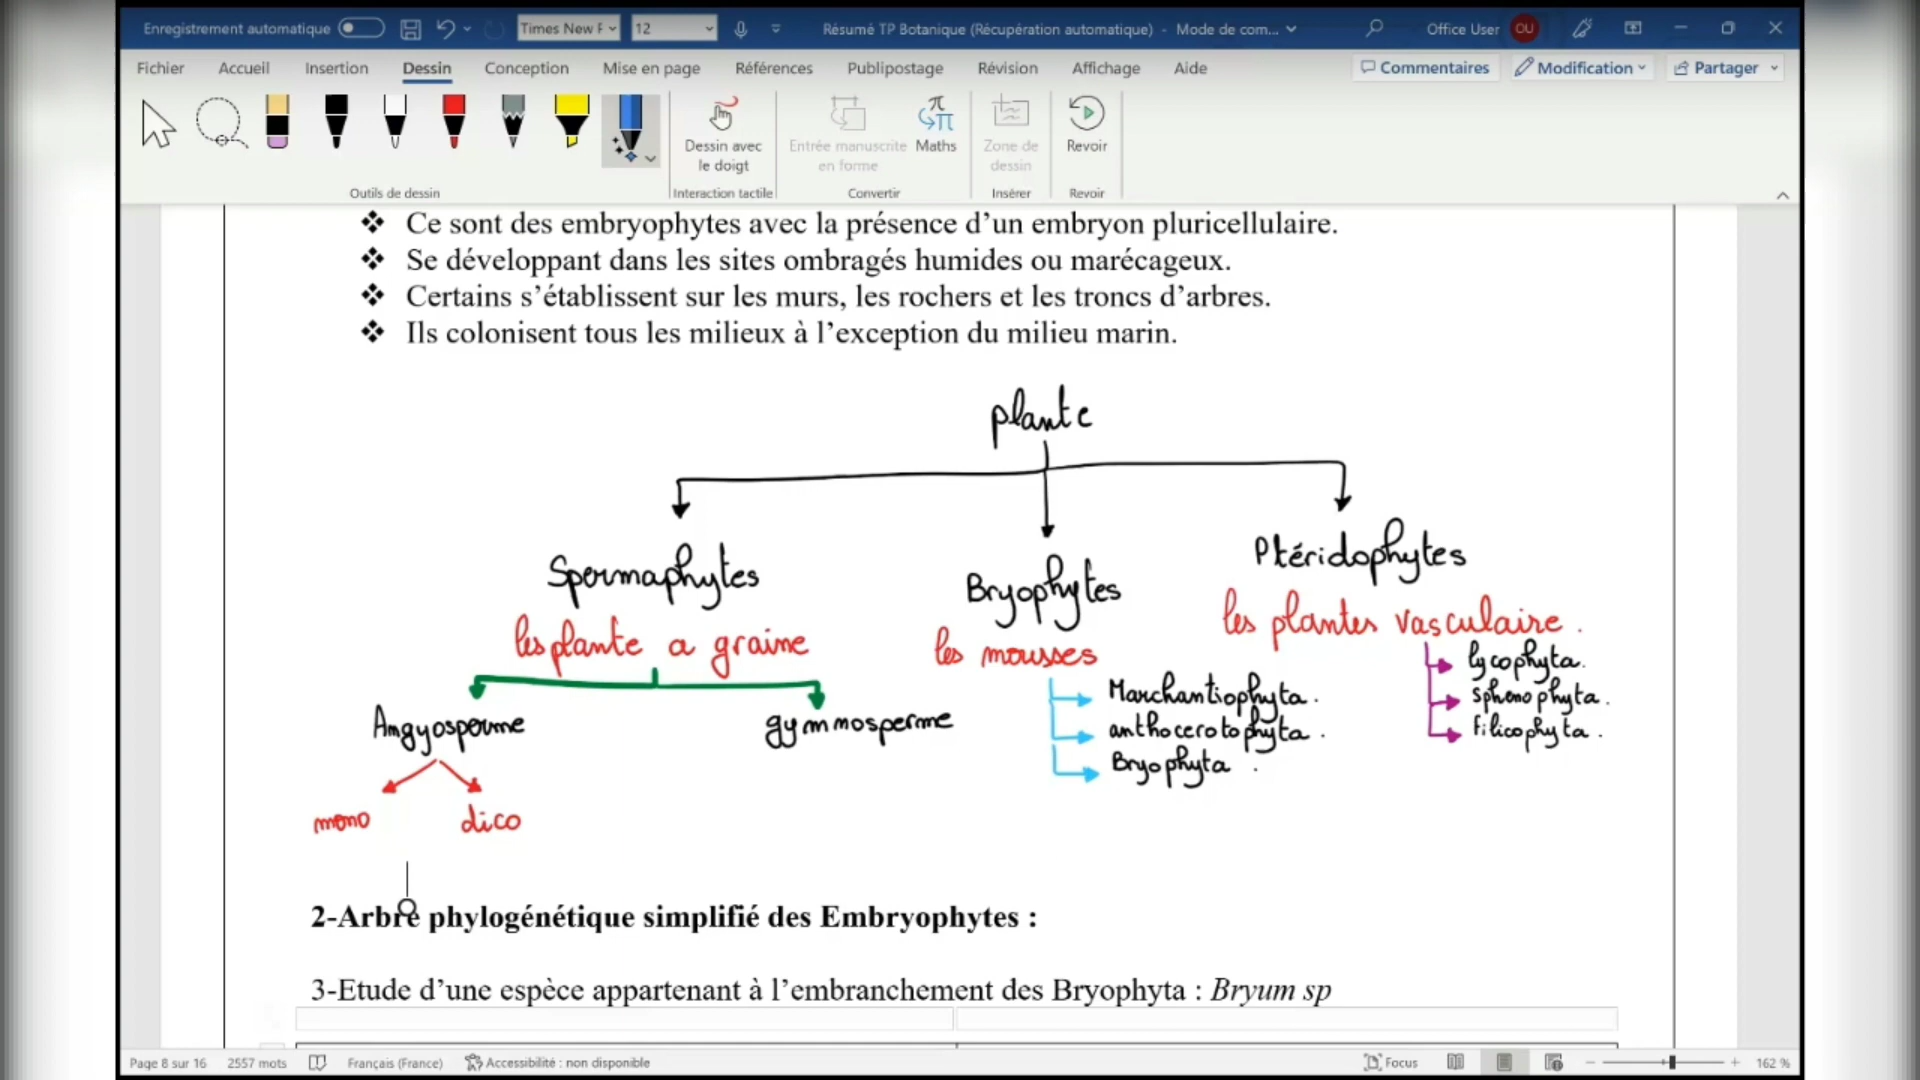 Enregistrement automatique
Times New F
12
Résumé TP Botanique (Récupération automatique) - Mode de com...
Office User
OU
Fichier Accueil Insertion Dessin Conception Mise en page Références Publipostage Révision Affichage Aide
Commentaires
Modification
Partager
Dessin avec le doigt
Entrée manuscrite en forme
Maths
Zone de dessin
Revoir
Outils de dessin
Interaction tactile
Convertir
Insérer
Revoir
Ce sont des embryophytes avec la présence d’un embryon pluricellulaire.
Se développant dans les sites ombragés humides ou marécageux.
Certains s’établissent sur les murs, les rochers et les troncs d’arbres.
Ils colonisent tous les milieux à l’exception du milieu marin.
plante
Spermaphytes
Bryophytes
Ptéridophytes
les plante a graine
les mousses
les plantes vasculaire.
Angyosperme
gymnosperme
Marchantiophyta.
anthocerotophyta.
Bryophyta.
lycophyta.
Sphenophyta.
filicophyta.
mono
dico
2-Arbre phylogénétique simplifié des Embryophytes :
3-Etude d’une espèce appartenant à l’embranchement des Bryophyta : Bryum sp
Page 8 sur 16
2557 mots
Français (France)
Accessibilité : non disponible
Focus
162 %